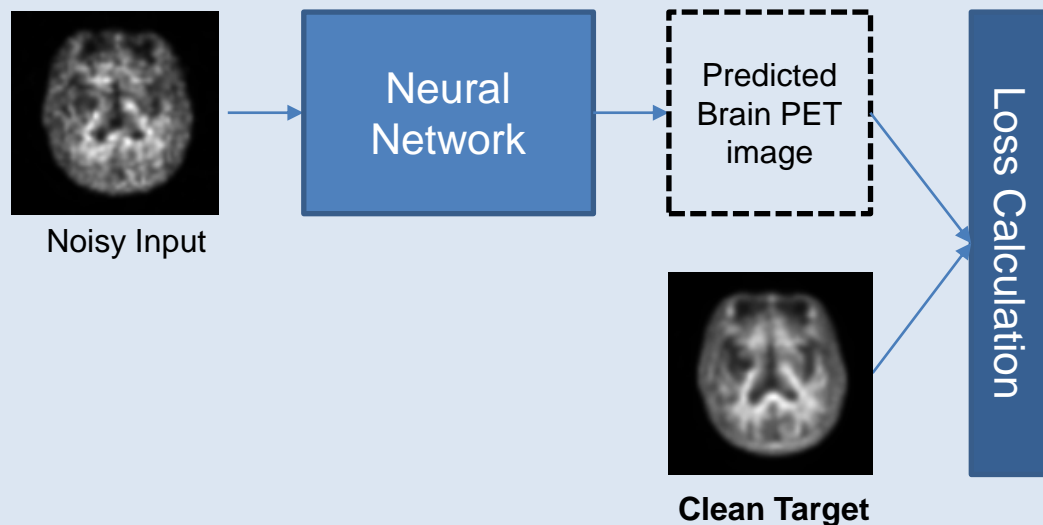 Neural
Network
Predicted
Brain PET
image
Loss Calculation
Noisy Input
Clean Target